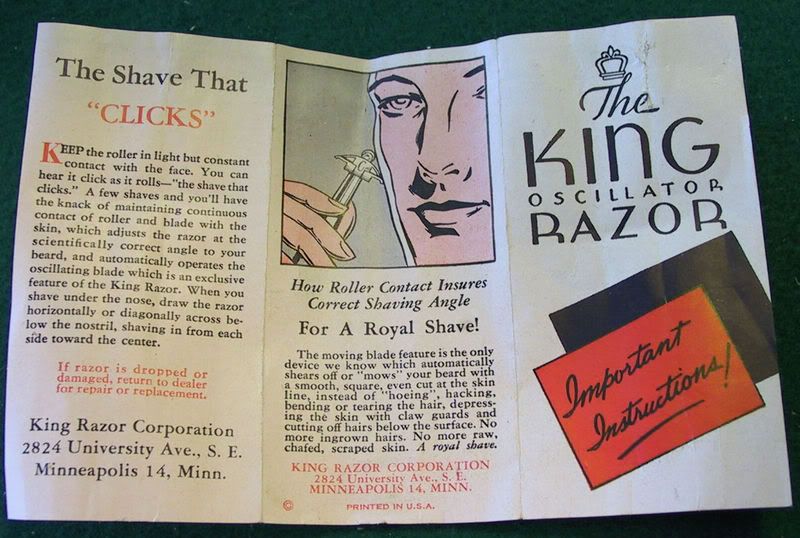 The Shave That
"CLICKS"
KEEP the roller in light but constant
contact with the face. You can
hear it click as it rolls—"the shave that
clicks." A few shaves and you'll have
the knack of maintaining continuous
contact of roller and blade with the
skin, which adjusts the razor at the
scientifically correct angle to your
beard, and automatically operates the
oscillating blade which is an exclusive
feature of the King Razor. When you
shave under the nose, draw the razor
horizontally or diagonally across be-
low the nostril, shaving in from each
side toward the center.
If razor is dropped or
damaged, return to dealer
for repair or replacement.
King Razor Corporation
2824 University Ave., S. E.
Minneapolis 14, Minn.
How Roller Contact Insures
Correct Shaving Angle
For A Royal Shave!
The moving blade feature is the only
device we know which automatically
shears off or "mows" your beard with
a smooth, square, even cut at the skin
line, instead of "hoeing", hacking,
bending or tearing the hair, depress-
ing the skin with claw guards and
cutting off hairs below the surface. No
more ingrown hairs. No more raw,
chafed, scraped skin. A royal shave.
KING RAZOR CORPORATION
2824 University Ave., S. E.
MINNEAPOLIS 14, MINN.
© PRINTED IN U.S.A.
The
KING
OSCILLATOR
RAZOR
Important
Instructions!